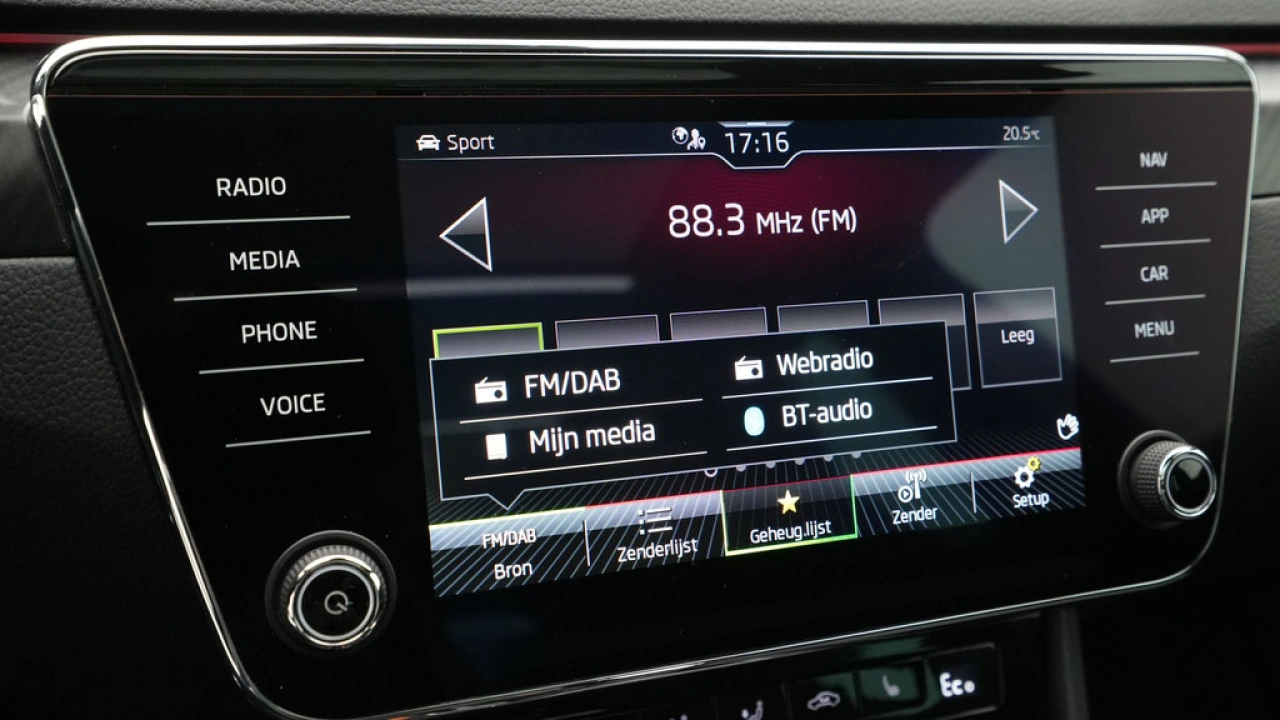 RADIO
MEDIA
PHONE
VOICE
Sport
17:16
20.5°C
88.3 MHz (FM)
Leeg
FM/DAB
Webradio
Mijn media
BT-audio
FM/DAB
Bron
Zenderlijst
Geheug.lijst
Zender
Setup
NAV
APP
CAR
MENU